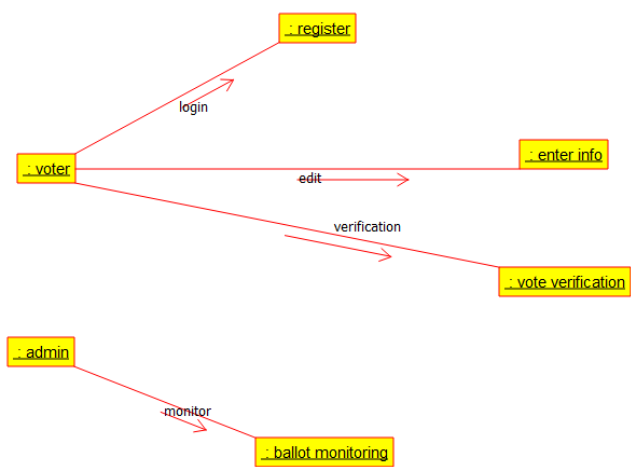 : register
login
: voter
: enter info
edit
verification
: vote verification
: admin
monitor
: ballot monitoring